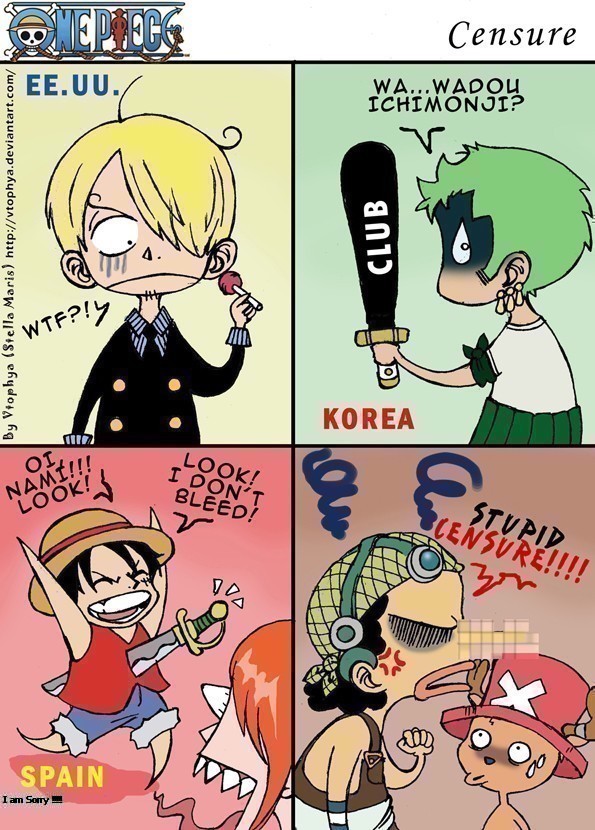 ONE PIECE
Censure
By Vtophya (Stella Maris) http://vtophya.deviantart.com/
EE.UU.
WTF?!
WA...WADOU
ICHIMONJI?
CLUB
KOREA
OI,
NAMI!!!
LOOK!
LOOK!
I DON'T
BLEED!
SPAIN
I am Sorry !!!!
STUPID
CENSURE!!!!